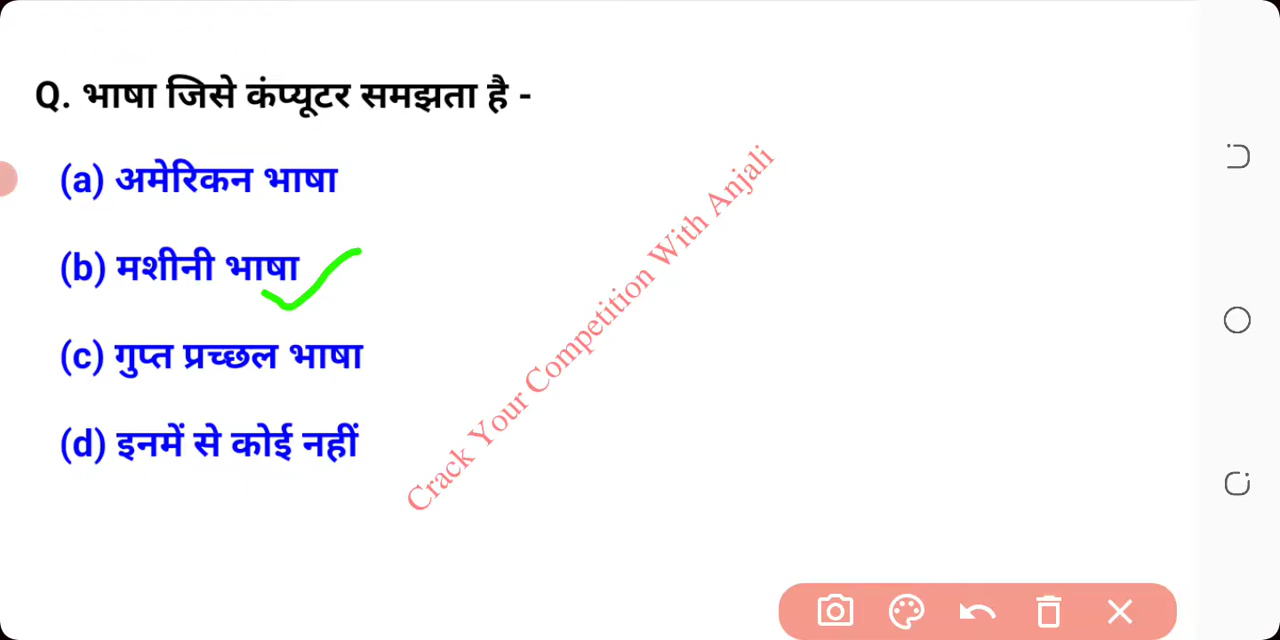 Q. भाषा जिसे कंप्यूटर समझता है -
(a) अमेरिकन भाषा
(b) मशीनी भाषा
(c) गुप्त प्रच्छल भाषा
(d) इनमें से कोई नहीं
Crack Your Competition With Anjali